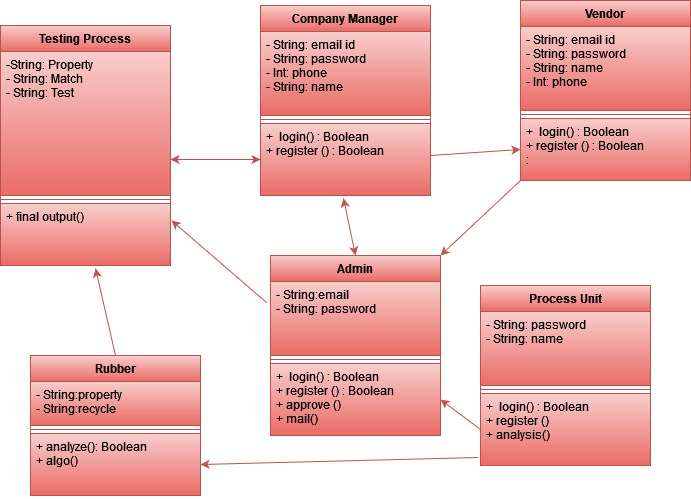 Testing Process
-String: Property
- String: Match
- String: Test
+ final output()
Company Manager
- String: email id
- String: password
- Int: phone
- String: name
+  login() : Boolean
+ register () : Boolean
Vendor
- String: email id
- String: password
- String: name
- Int: phone
+  login() : Boolean
+ register () : Boolean
:
Admin
- String:email
- String: password
+  login() : Boolean
+ register () : Boolean
+ approve ()
+ mail()
Process Unit
- String: password
- String: name
+ login() : Boolean
+ register ()
+ analysis()
Rubber
- String:property
- String:recycle
+ analyze(): Boolean
+ algo()